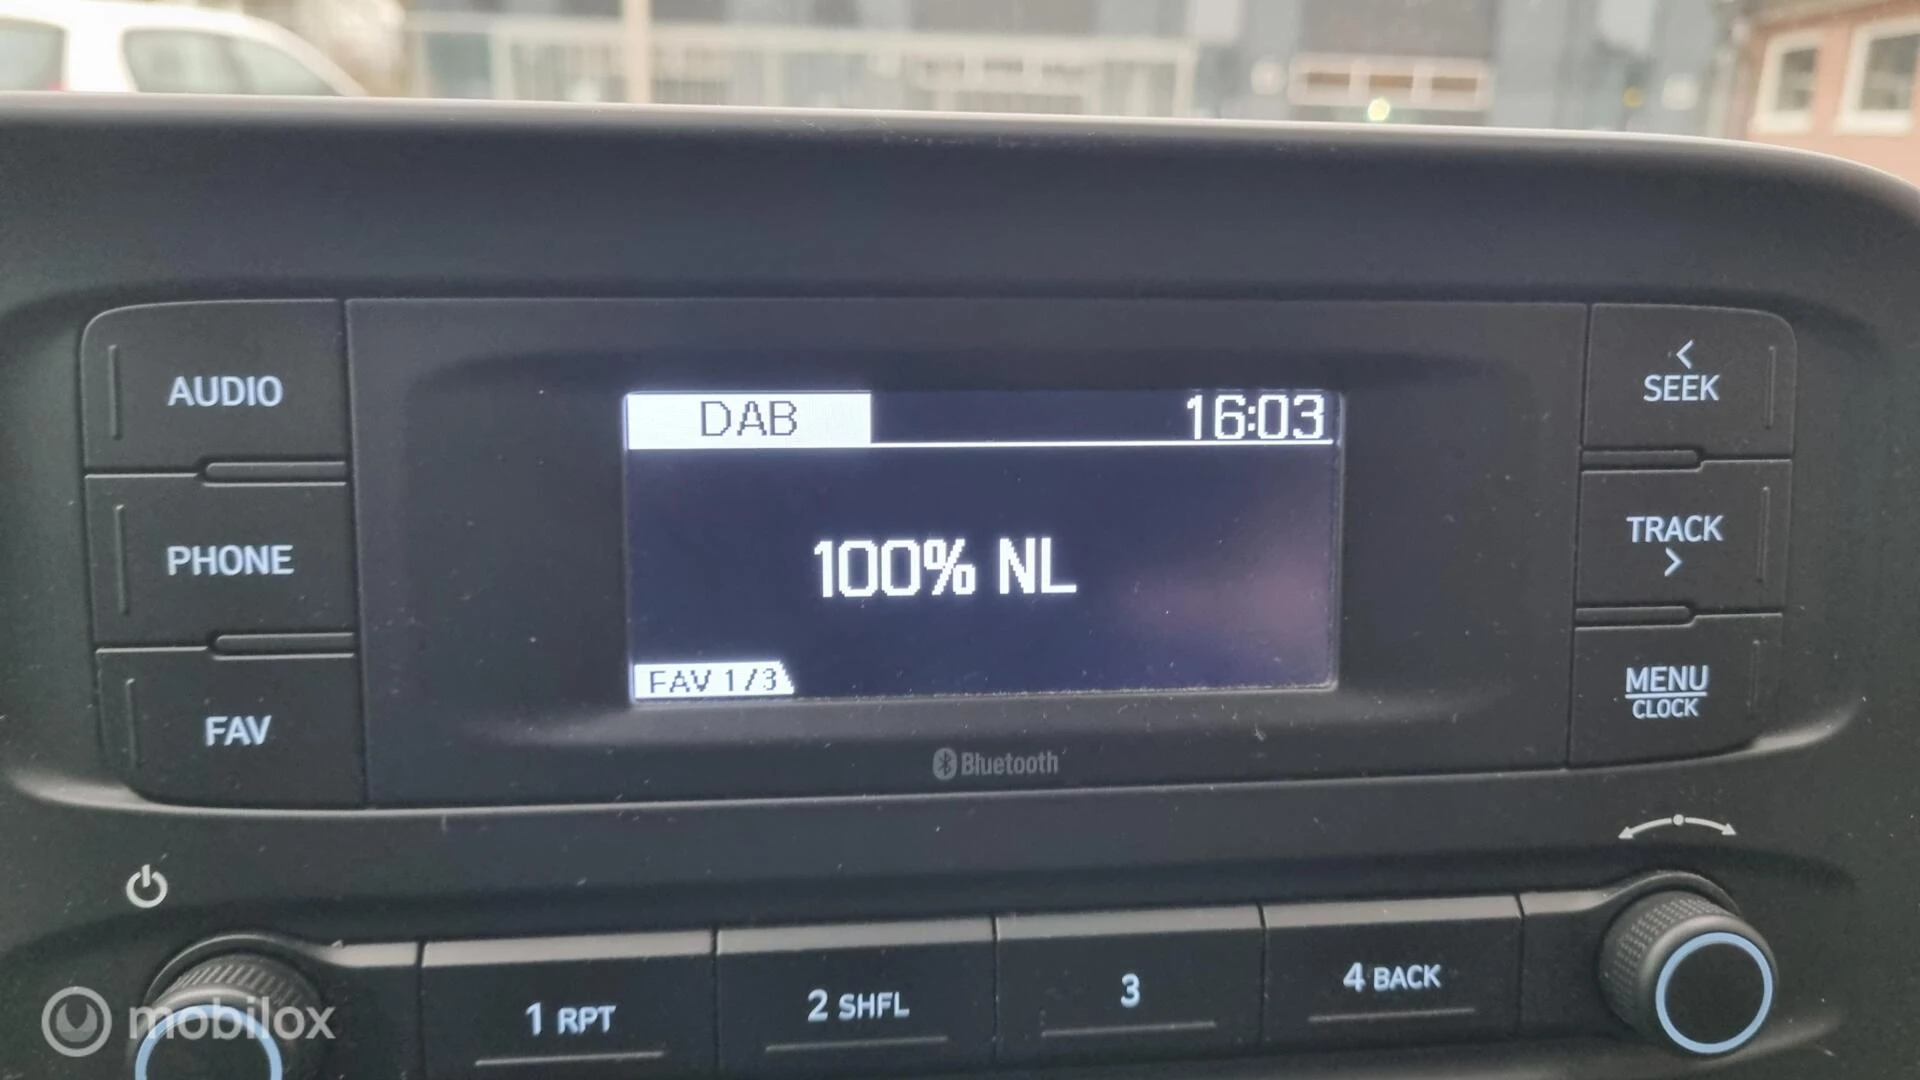 AUDIO
PHONE
FAV
DAB 16:03
100% NL
FAV 1/3
Bluetooth
SEEK
TRACK
MENU
CLOCK
1 RPT
2 SHFL
3
4 BACK
mobilox